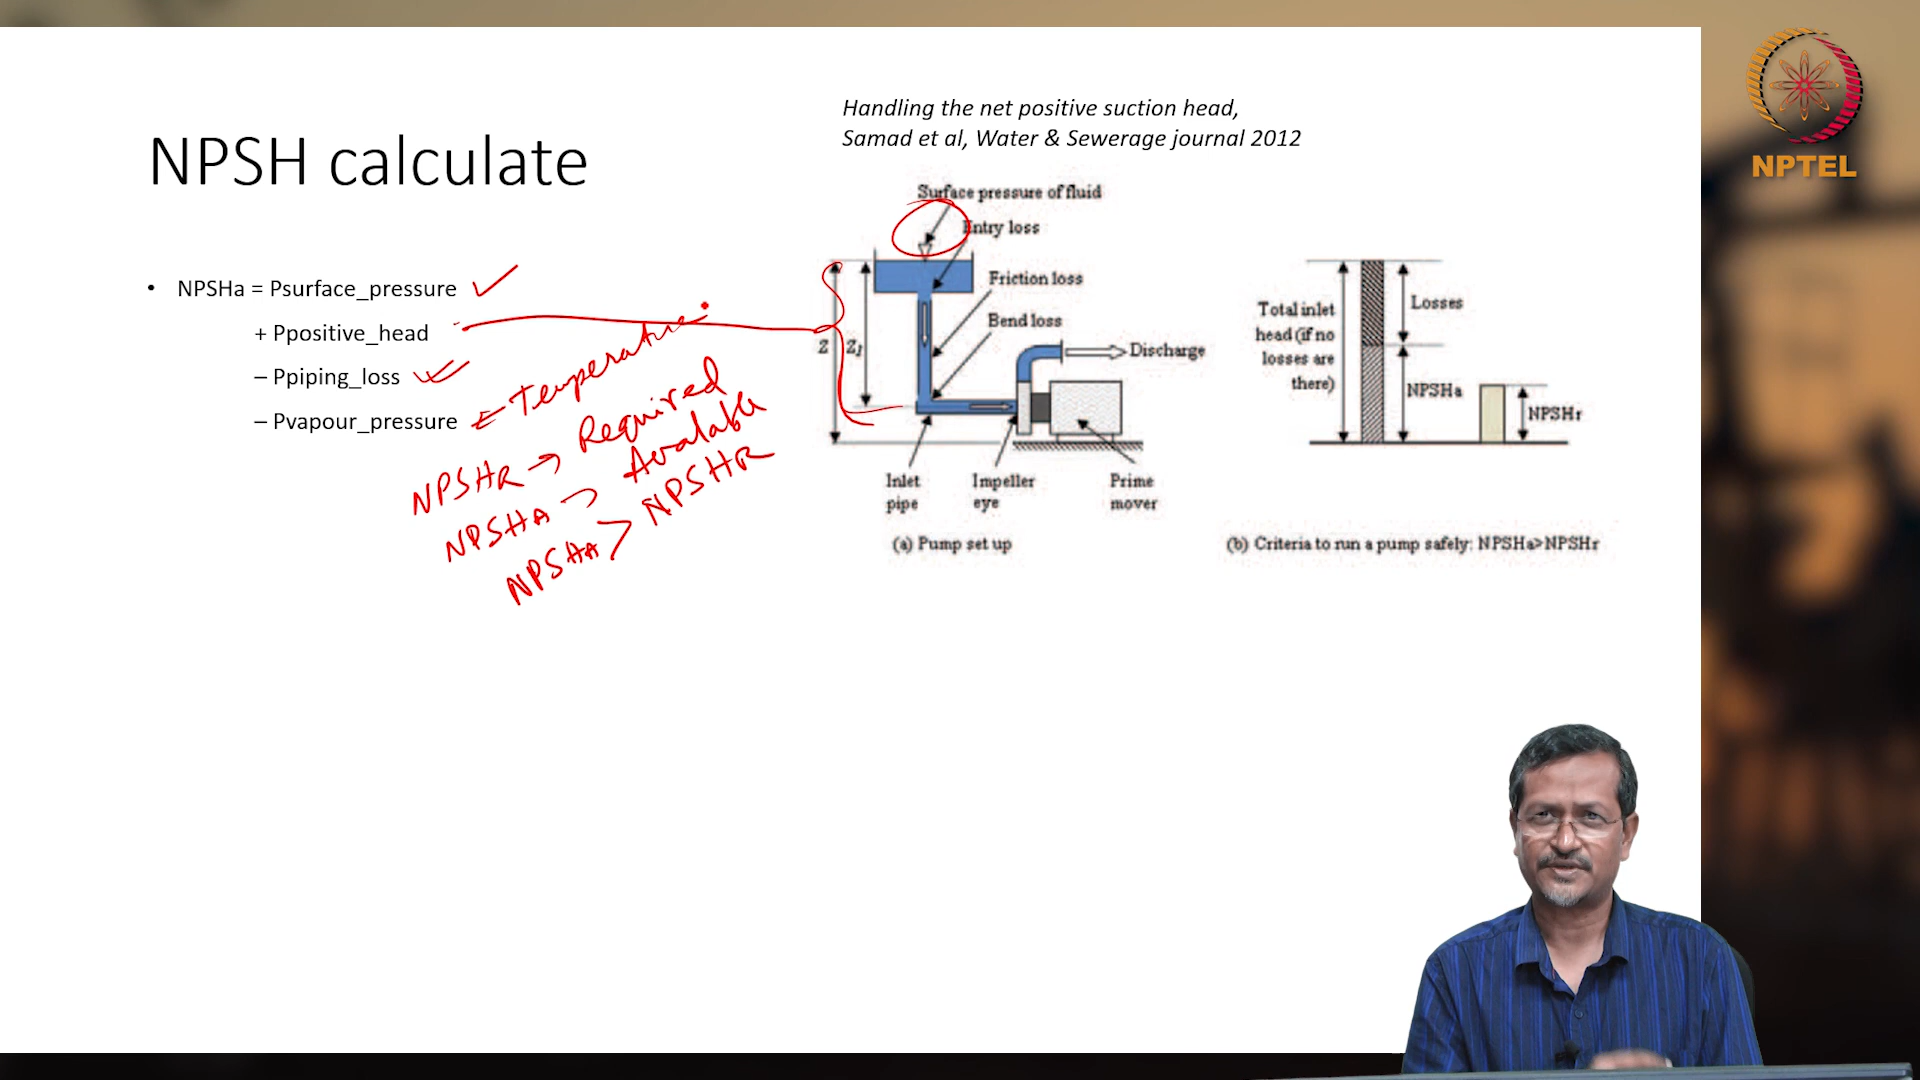 Handling the net positive suction head,
Samad et al, Water & Sewerage journal 2012
NPTEL
NPSH calculate
• NPSHa = Psurface_pressure
+ Ppositive_head
– Ppiping_loss
– Pvapour_pressure
Temperature
NPSHR → Required
NPSHA → Avalable
NPSHA > NPSHR
Surface pressure of fluid
Entry loss
Friction loss
Bend loss
Discharge
Z
Z1
Inlet
pipe
Impeller
eye
Prime
mover
(a) Pump set up
Total inlet
head (if no
losses are
there)
Losses
NPSHa
NPSHr
(b) Criteria to run a pump safely: NPSHa>NPSHr